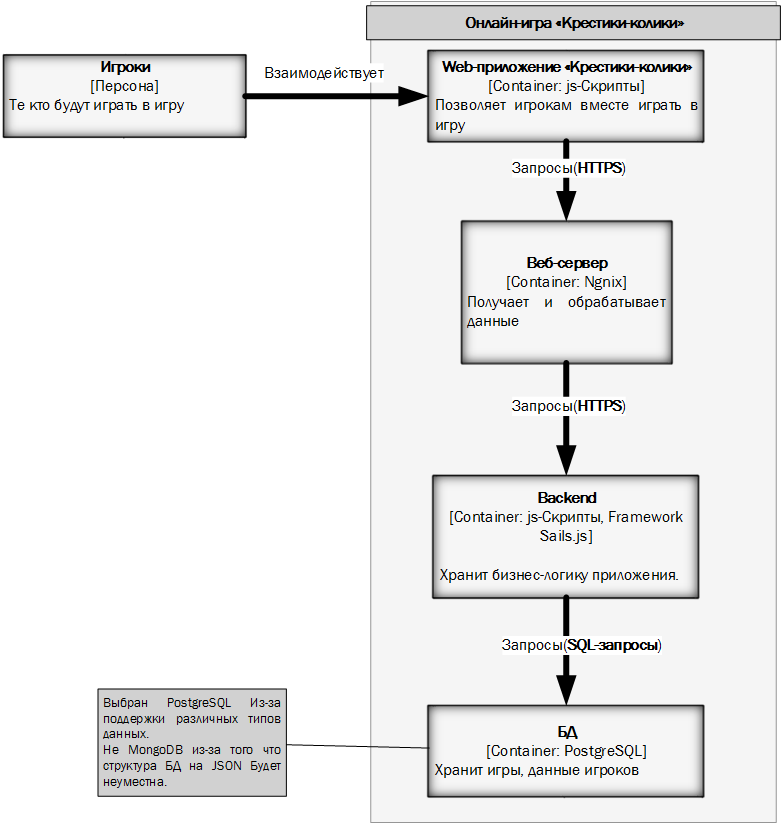 Онлайн-игра «Крестики-колики»
Игроки
[Персона]
Те кто будут играть в игру
Взаимодействует
Web-приложение «Крестики-колики»
[Container: js-Скрипты]
Позволяет игрокам вместе играть в
игру
Запросы(HTTPS)
Веб-сервер
[Container: Ngnix]
Получает и обрабатывает
данные
Запросы(HTTPS)
Backend
[Container: js-Скрипты, Framework
Sails.js]
Хранит бизнес-логику приложения.
Запросы(SQL-запросы)
Выбран PostgreSQL Из-за
поддержки различных типов
данных.
Не MongoDB из-за того что
структура БД на JSON Будет
неуместна.
БД
[Container: PostgreSQL]
Хранит игры, данные игроков